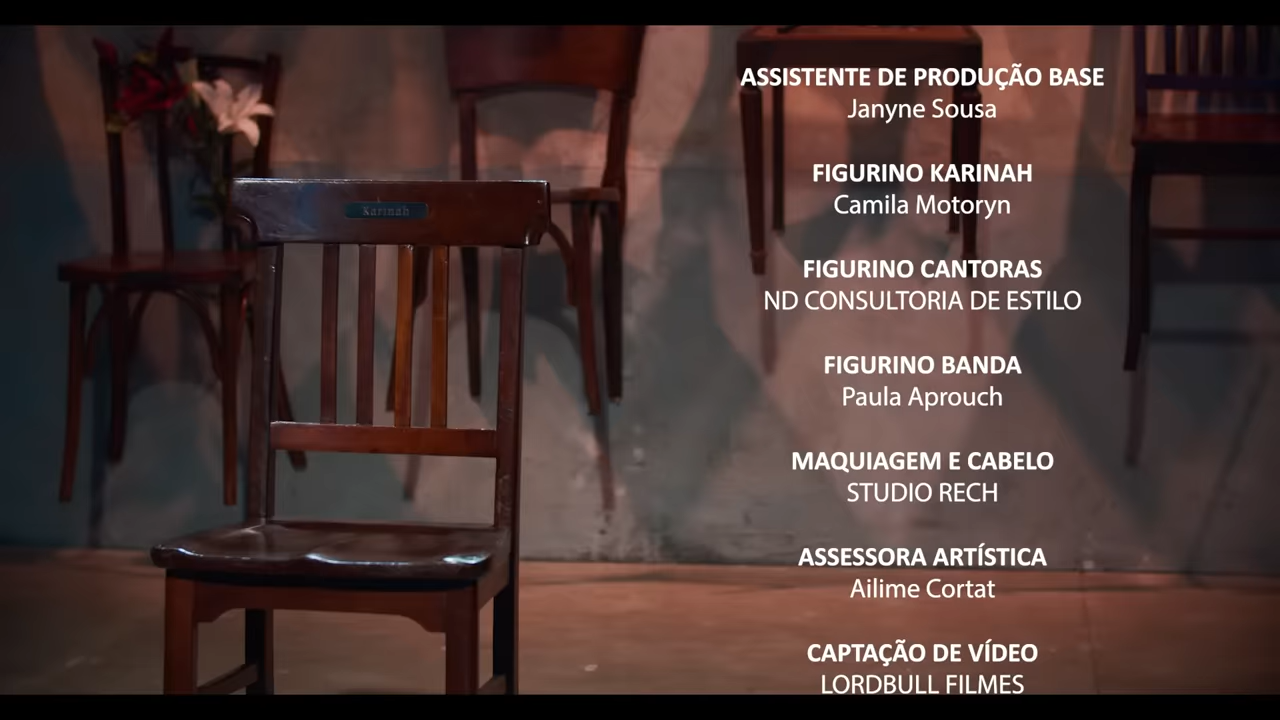 Karinah
ASSISTENTE DE PRODUÇÃO BASE
Janyne Sousa
FIGURINO KARINAH
Camila Motoryn
FIGURINO CANTORAS
ND CONSULTORIA DE ESTILO
FIGURINO BANDA
Paula Aprouch
MAQUIAGEM E CABELO
STUDIO RECH
ASSESSORA ARTÍSTICA
Ailime Cortat
CAPTAÇÃO DE VÍDEO
LORDBULL FILMES